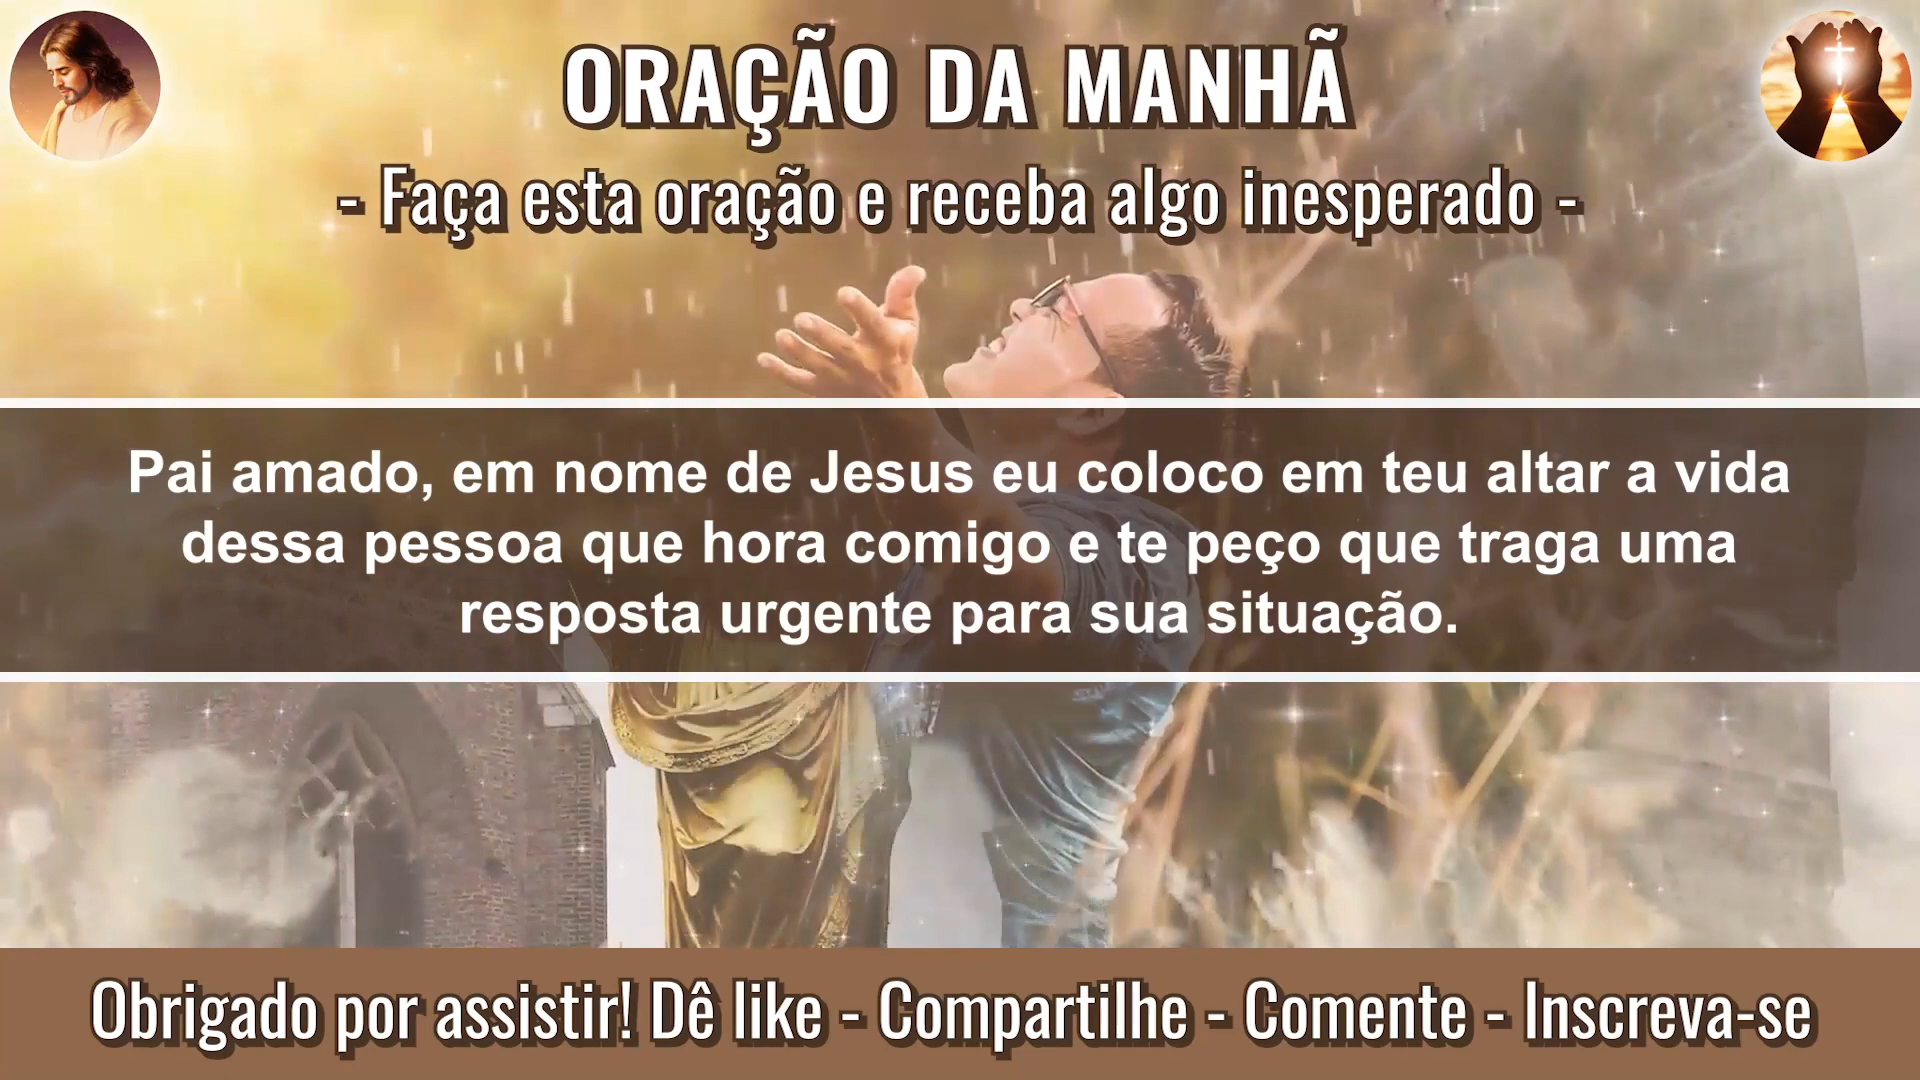 ORAÇÃO DA MANHÃ
- Faça esta oração e receba algo inesperado -
Pai amado, em nome de Jesus eu coloco em teu altar a vida
dessa pessoa que hora comigo e te peço que traga uma
resposta urgente para sua situação.
Obrigado por assistir! Dê like - Compartilhe - Comente - Inscreva-se